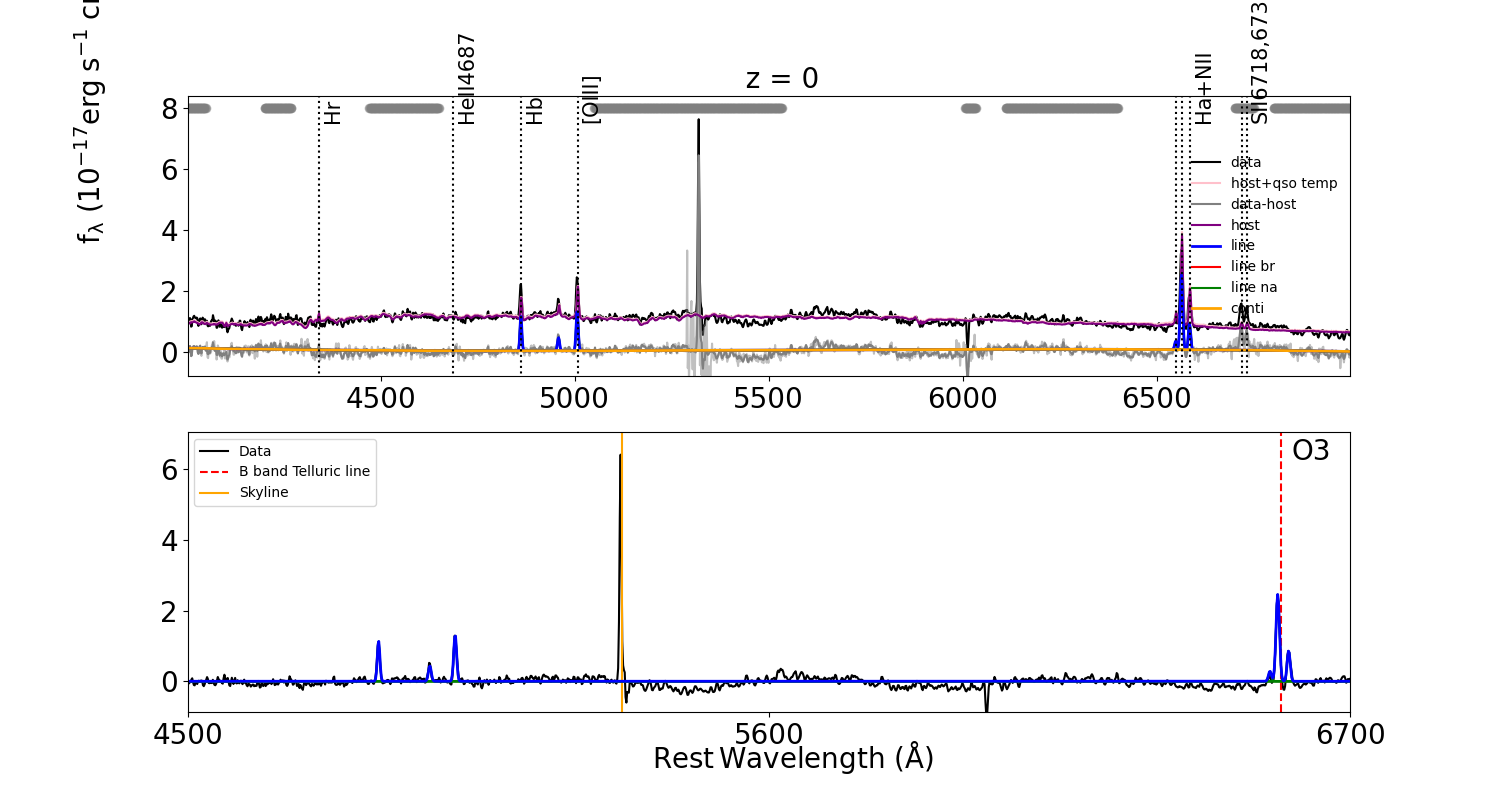 z = 0
f_λ (10^−17 erg s^−1
Hr
HeII4687
Hb
[OIII]
Ha+NII
SII6718,673
8
6
4
2
0
data
host+qso temp
data-host
host
line
line br
line na
conti
4500
5000
5500
6000
6500
Data
B band Telluric line
Skyline
O3
6
4
2
0
4500
5600
6700
Rest Wavelength (Å)